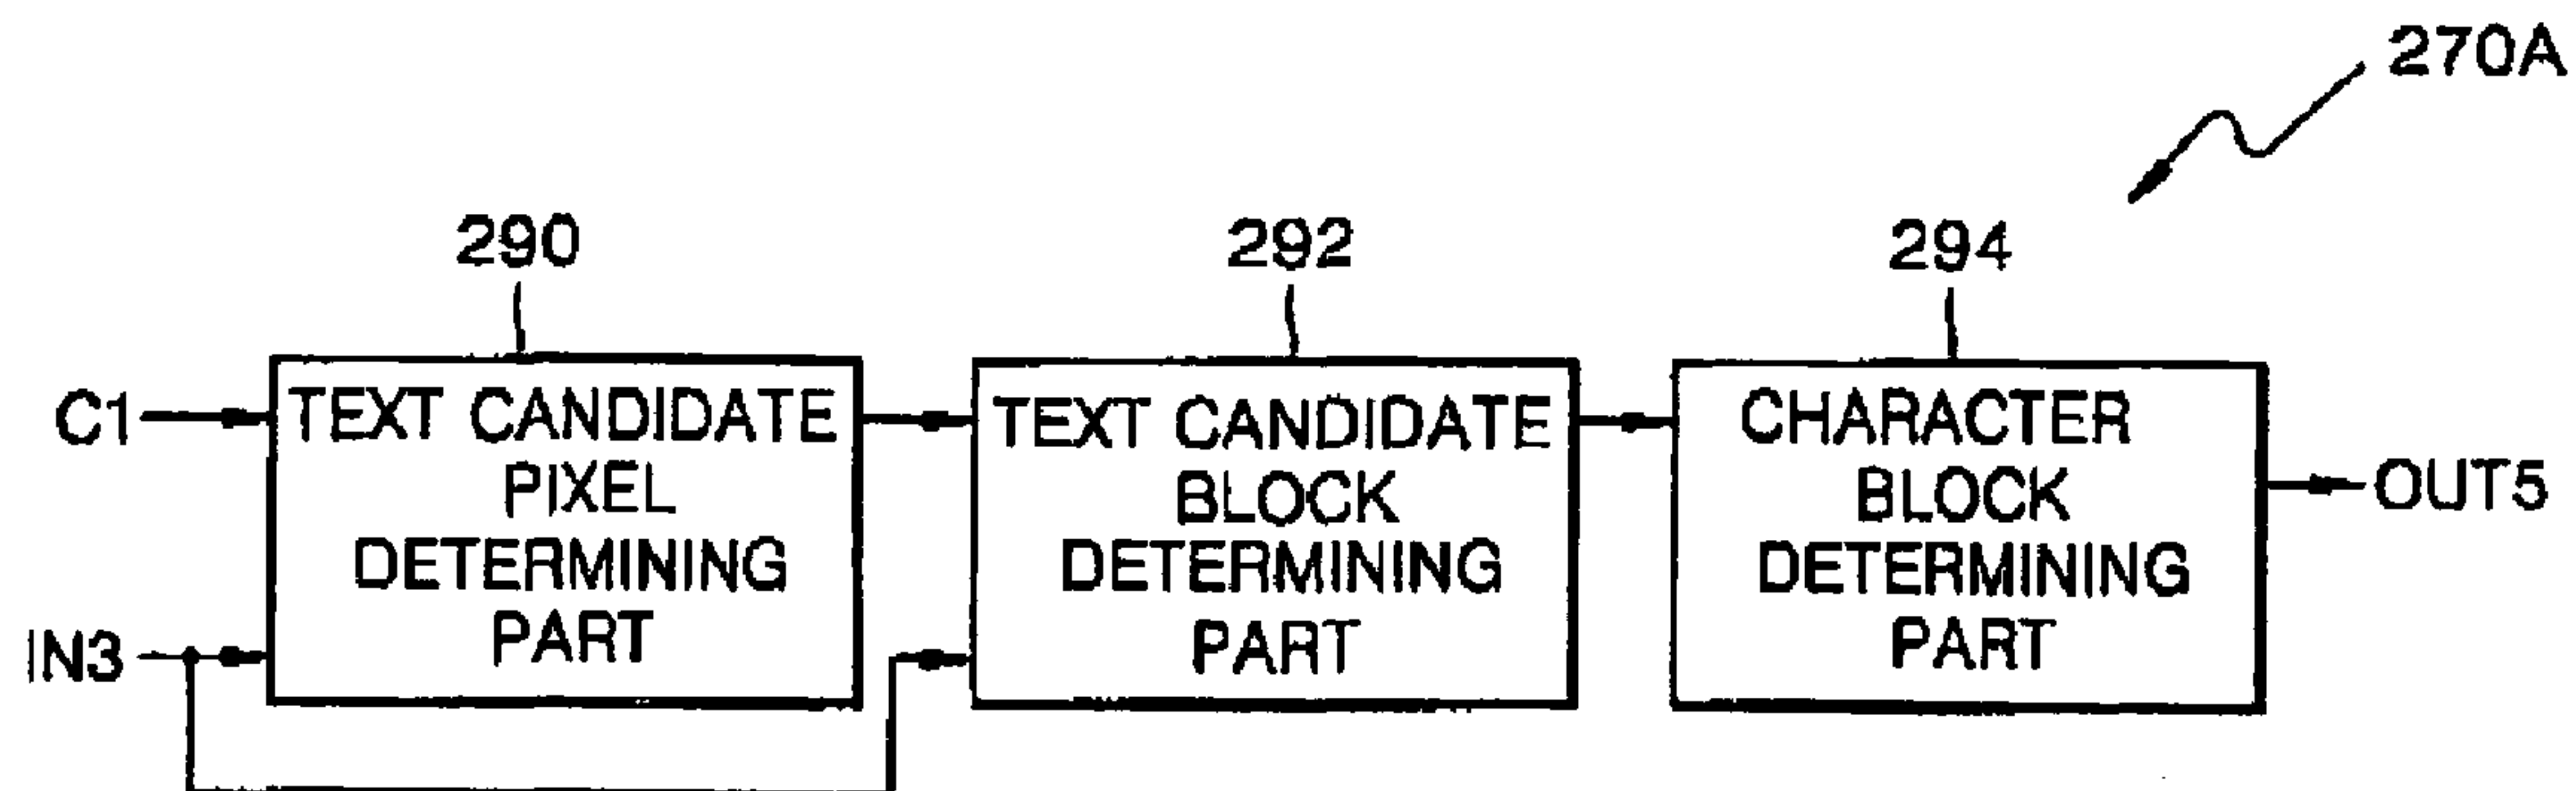 270A
290
292
294
C1
TEXT CANDIDATE
PIXEL
DETERMINING
PART
TEXT CANDIDATE
BLOCK
DETERMINING
PART
CHARACTER
BLOCK
DETERMINING
PART
OUT5
IN3